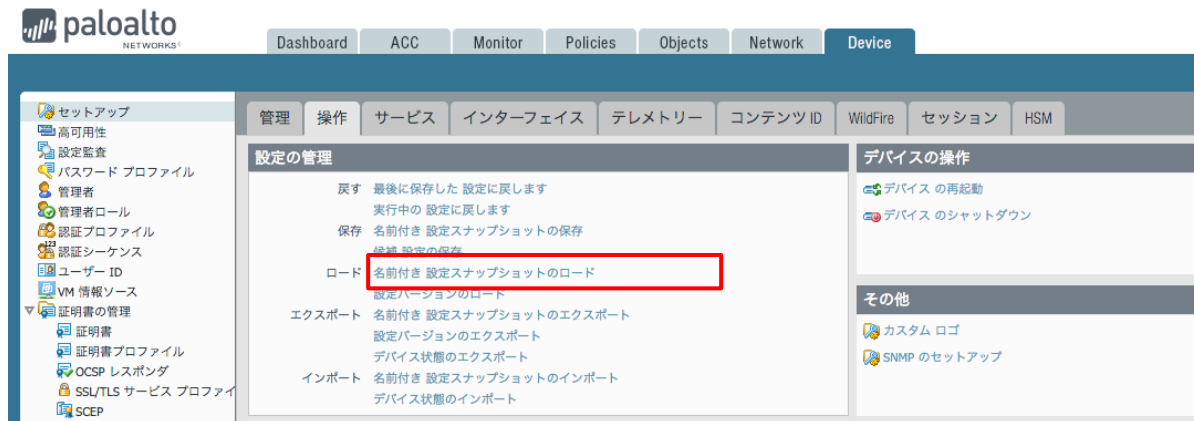 paloalto
NETWORKS®
Dashboard ACC Monitor Policies Objects Network Device
セットアップ
高可用性
設定監査
パスワード プロファイル
管理者
管理者ロール
認証プロファイル
認証シーケンス
ユーザー ID
VM 情報ソース
証明書の管理
証明書
証明書プロファイル
OCSP レスポンダ
SSL/TLS サービス プロファイ
SCEP
管理 操作 サービス インターフェイス テレメトリー コンテンツ ID WildFire セッション HSM
設定の管理
戻す 最後に保存した 設定に戻します
実行中の 設定に戻します
保存 名前付き 設定スナップショットの保存
候補 設定の保存
ロード 名前付き 設定スナップショットのロード
設定バージョンのロード
エクスポート 名前付き 設定スナップショットのエクスポート
設定バージョンのエクスポート
デバイス状態のエクスポート
インポート 名前付き 設定スナップショットのインポート
デバイス状態のインポート
デバイスの操作
デバイス の再起動
デバイス のシャットダウン
その他
カスタム ロゴ
SNMP のセットアップ